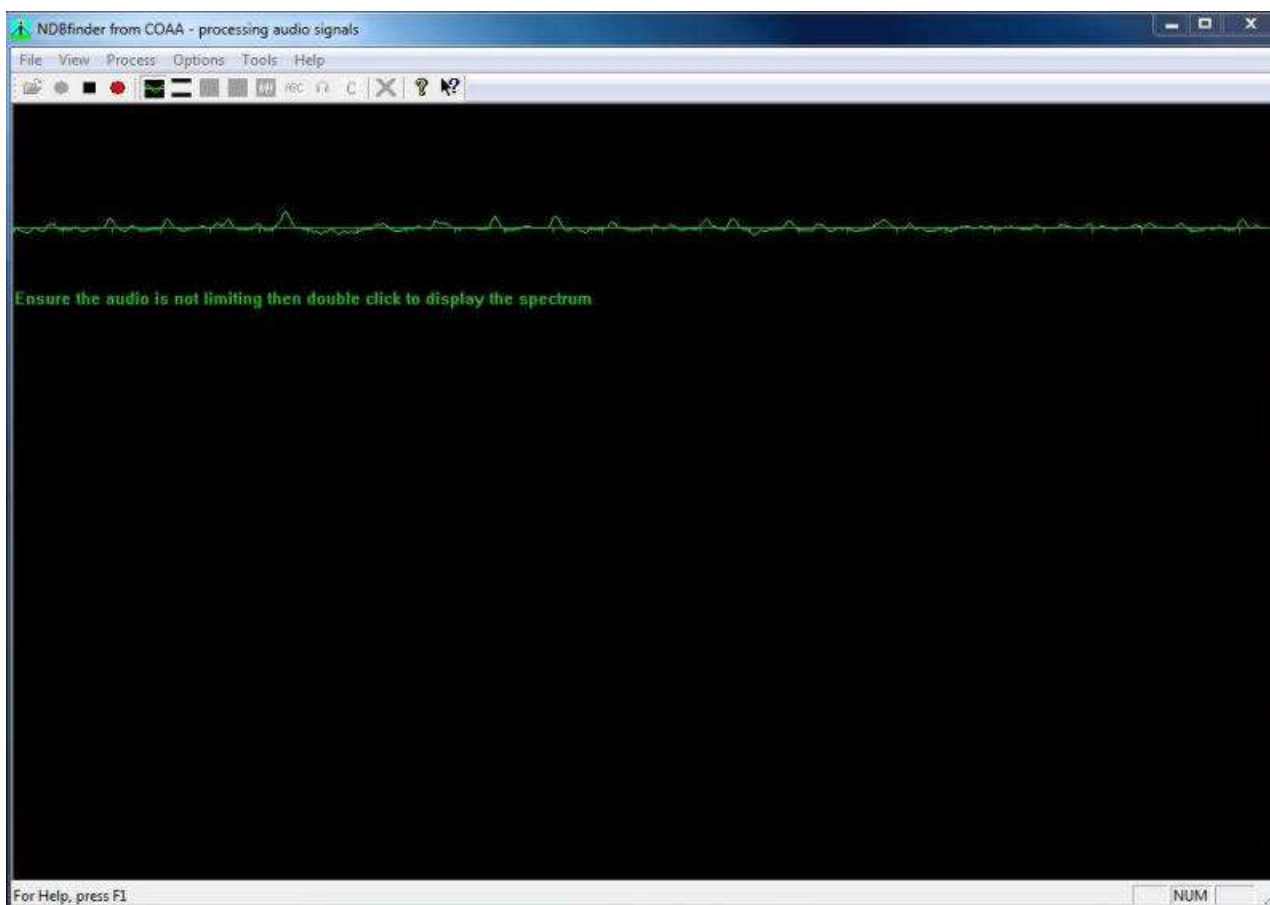 NDBfinder from COAA - processing audio signals
File View Process Options Tools Help
AGC C
Ensure the audio is not limiting then double click to display the spectrum
For Help, press F1
NUM